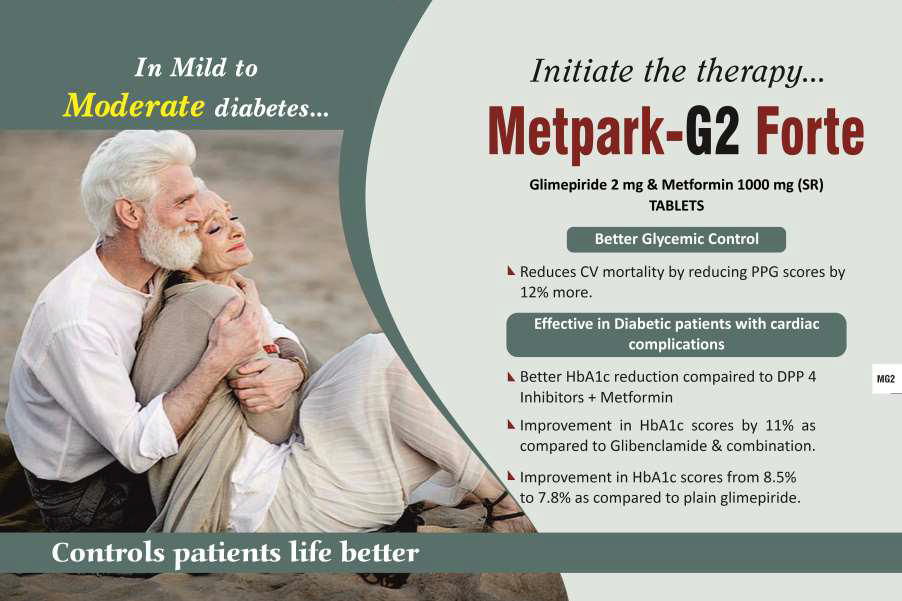 In Mild to
Moderate diabetes...
Initiate the therapy...
Metpark-G2 Forte
Glimepiride 2 mg & Metformin 1000 mg (SR)
TABLETS
Better Glycemic Control
Reduces CV mortality by reducing PPG scores by
12% more.
Effective in Diabetic patients with cardiac
complications
Better HbA1c reduction compaired to DPP 4
Inhibitors + Metformin
Improvement in HbA1c scores by 11% as
compared to Glibenclamide & combination.
Improvement in HbA1c scores from 8.5%
to 7.8% as compared to plain glimepiride.
MG2
Controls patients life better